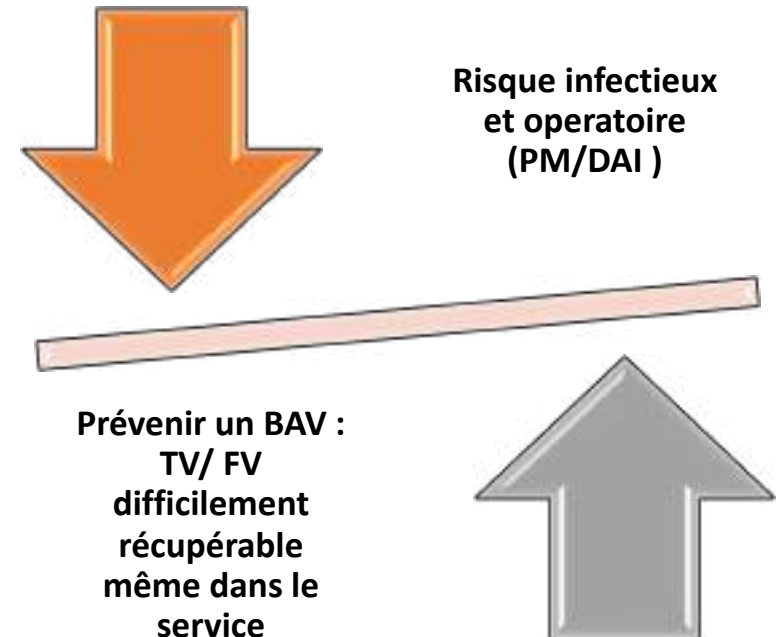 Risque infectieux
et operatoire
(PM/DAI )
Prévenir un BAV :
TV/ FV
difficilement
récupérable
même dans le
service